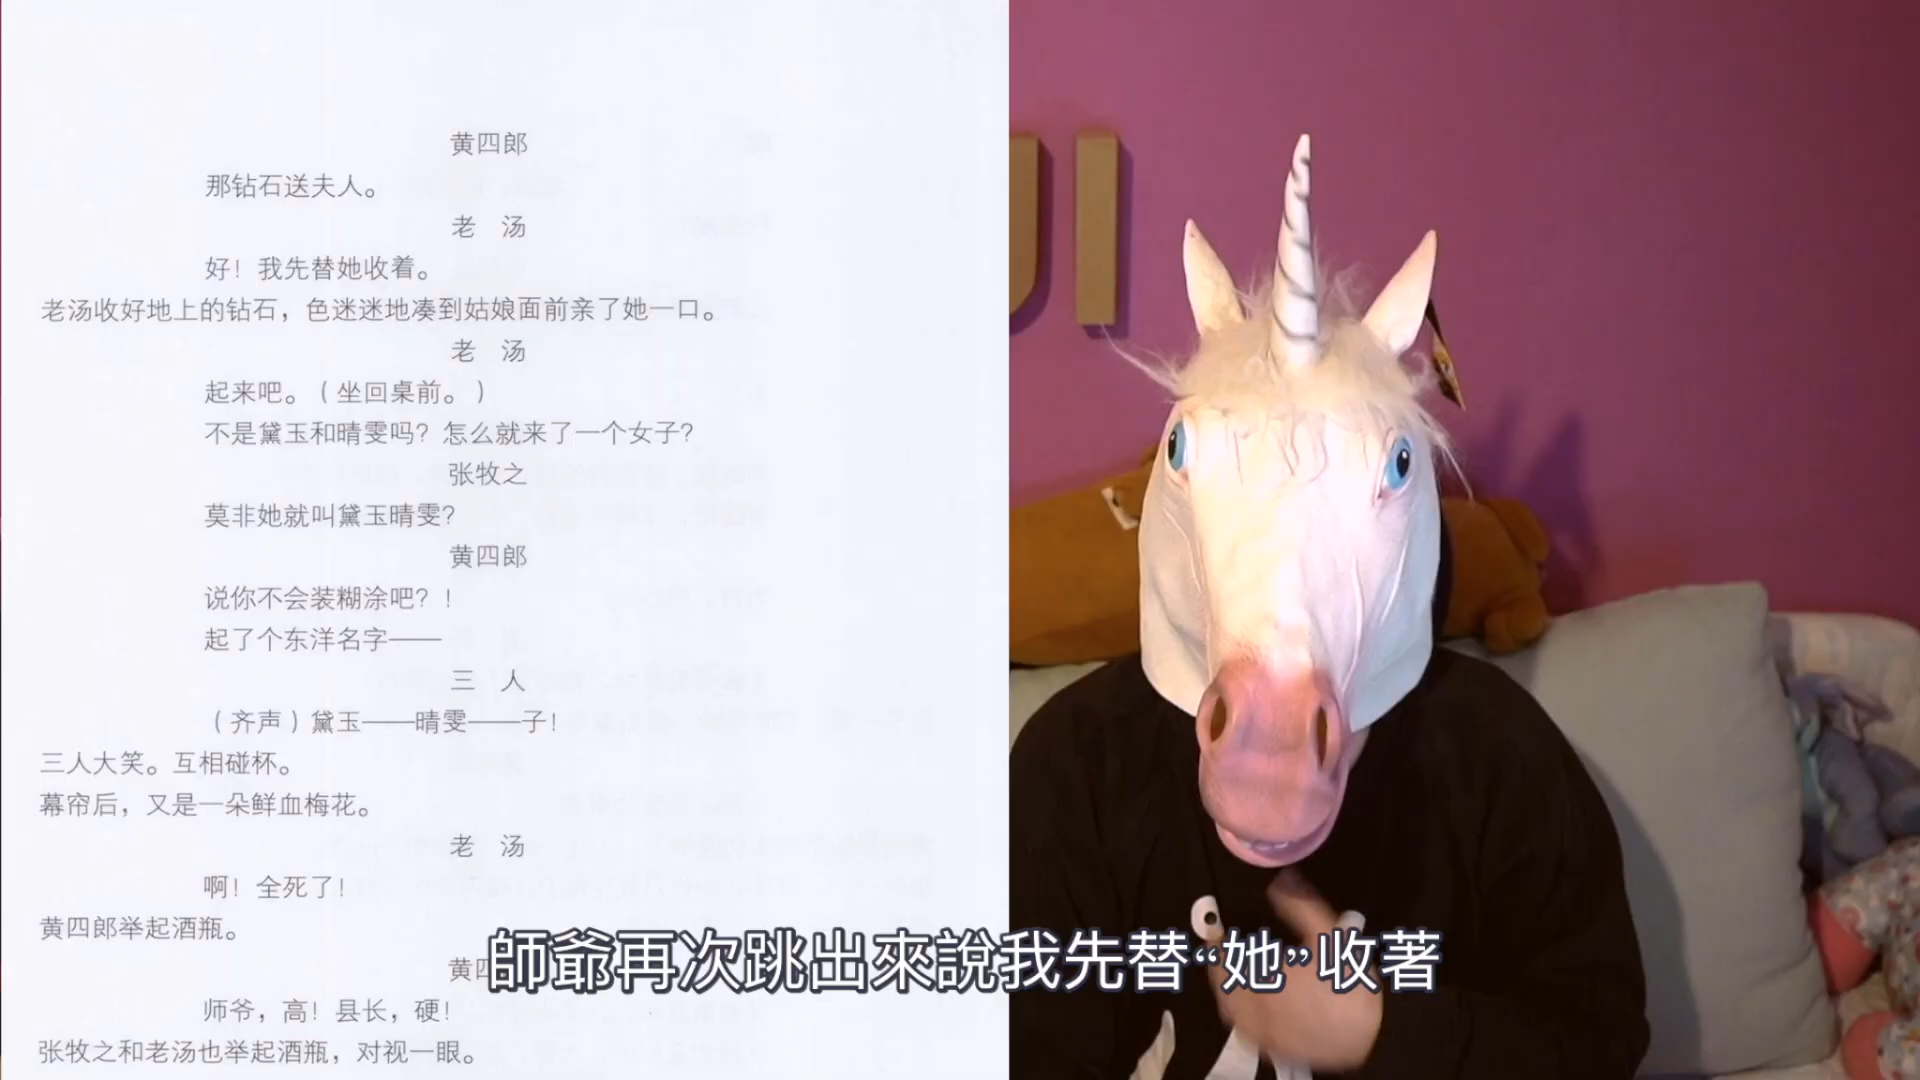 黄四郎
那钻石送夫人。
老 汤
好！我先替她收着。
老汤收好地上的钻石，色迷迷地凑到姑娘面前亲了她一口。
老 汤
起来吧。（坐回桌前。）
不是黛玉和晴雯吗？怎么就来了一个女子？
张牧之
莫非她就叫黛玉晴雯？
黄四郎
说你不会装糊涂吧？！
起了个东洋名字——
三 人
（齐声）黛玉——晴雯——子！
三人大笑。互相碰杯。
幕帘后，又是一朵鲜血梅花。
老 汤
啊！全死了！
黄四郎举起酒瓶。
黄四
师爷，高！县长，硬！
张牧之和老汤也举起酒瓶，对视一眼。
UI
師爺再次跳出來說我先替“她”收著